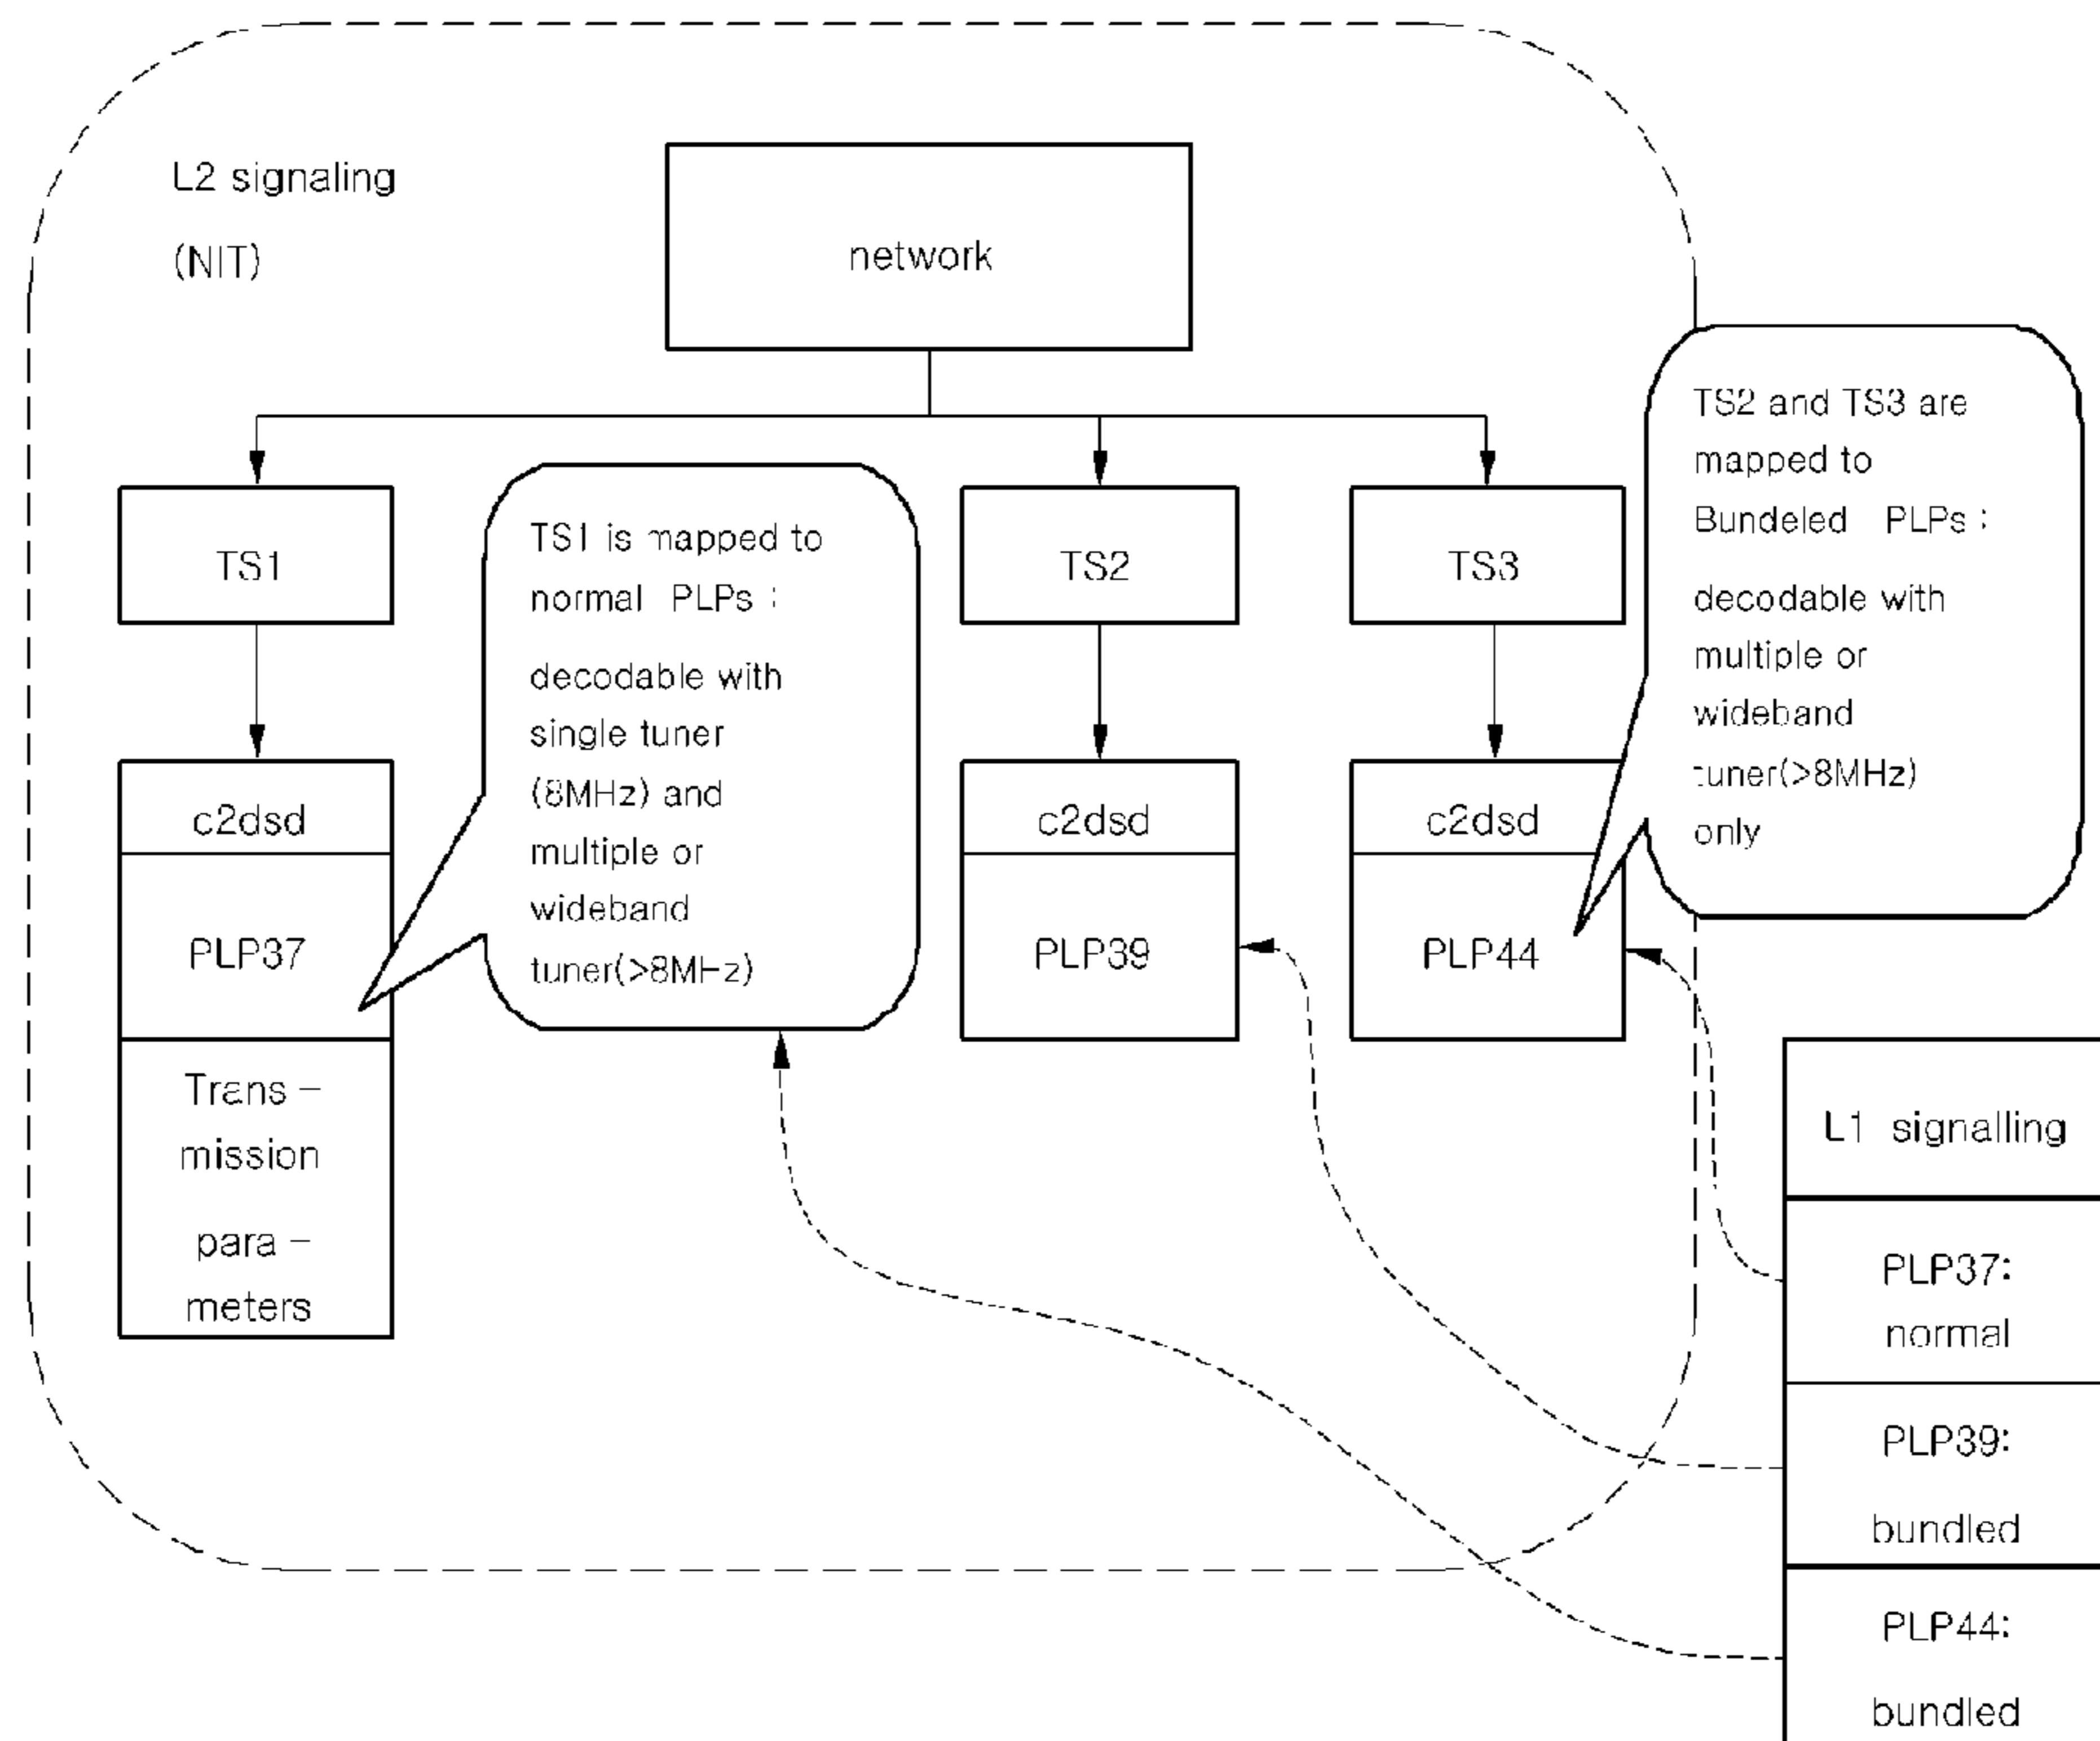 L2 signaling
(NIT)
network
TS1
TS2
TS3
TS1 is mapped to
normal PLPs :
decodable with
single tuner
(8MHz) and
multiple or
wideband
tuner(>8MHz)
TS2 and TS3 are
mapped to
Bundeled PLPs :
decodable with
multiple or
wideband
tuner(>8MHz)
only
c2dsd
PLP37
Trans -
mission
para -
meters
c2dsd
PLP39
c2dsd
PLP44
L1 signalling
PLP37:
normal
PLP39:
bundled
PLP44:
bundled